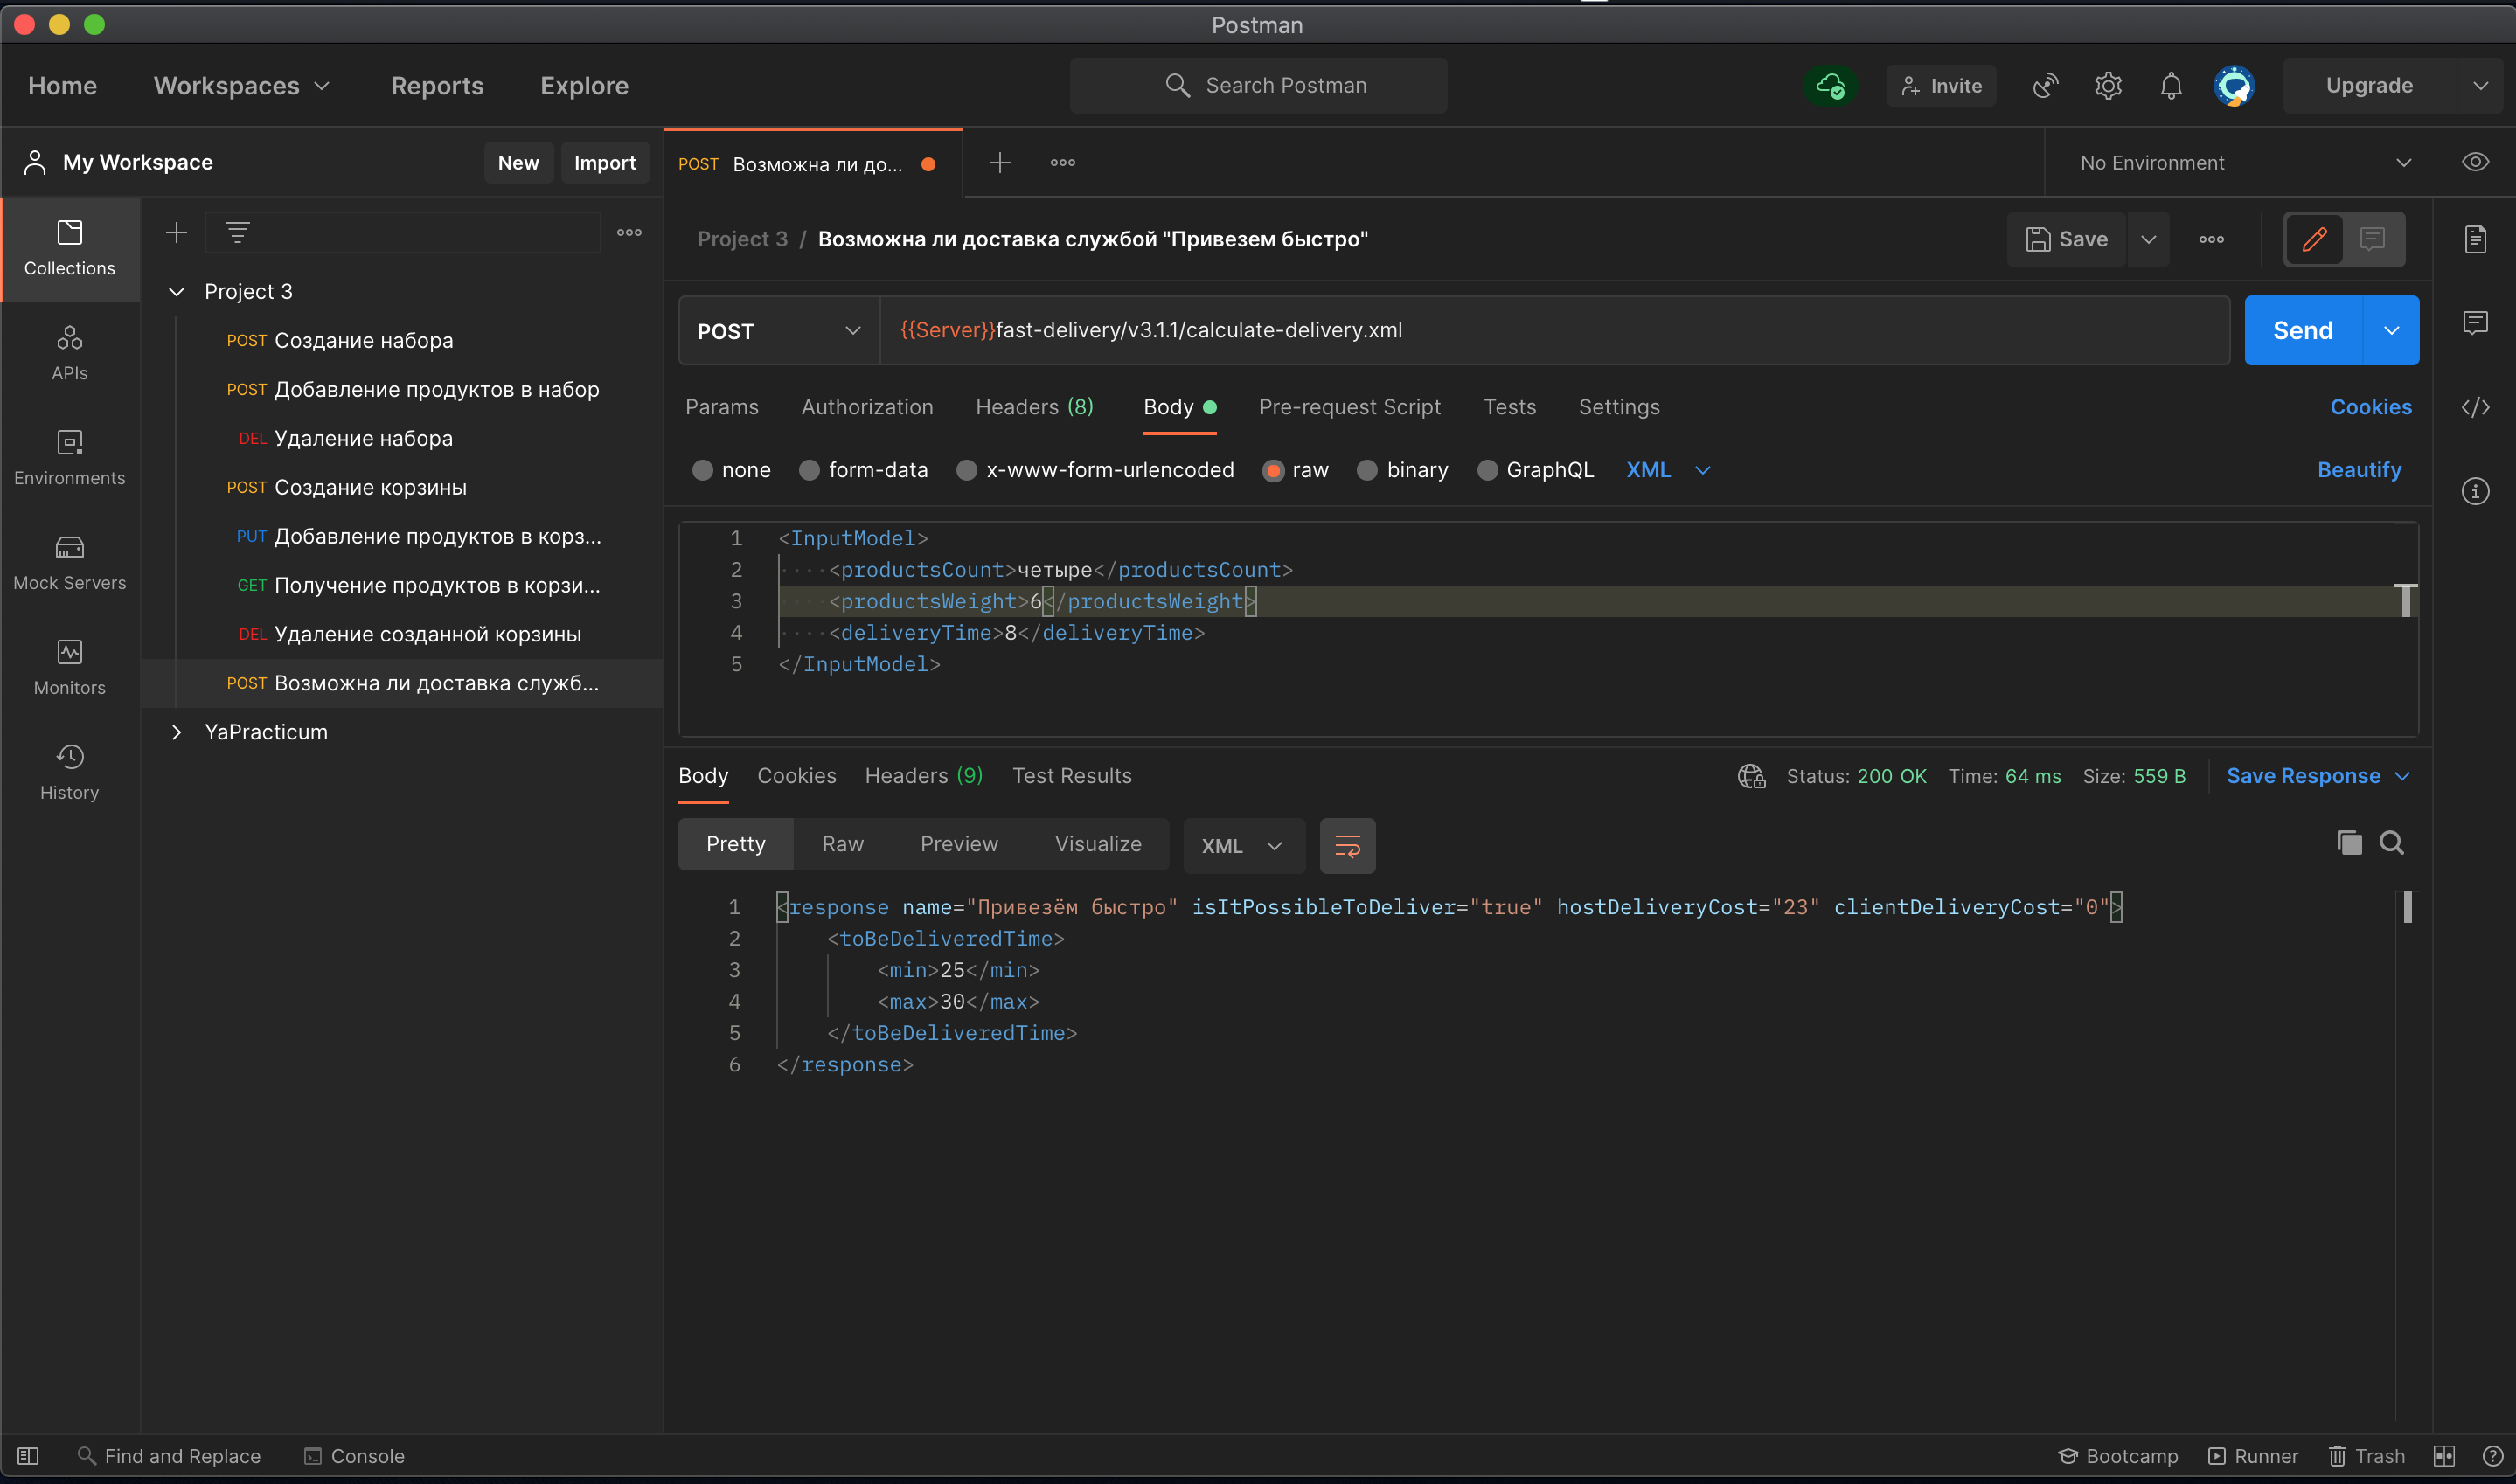 Postman
Home Workspaces Reports Explore Search Postman Invite Upgrade
My Workspace New Import POST Возможна ли до... No Environment
Collections
APIs
Environments
Mock Servers
Monitors
History
Project 3
POST Создание набора
POST Добавление продуктов в набор
DEL Удаление набора
POST Создание корзины
PUT Добавление продуктов в корз...
GET Получение продуктов в корзи...
DEL Удаление созданной корзины
POST Возможна ли доставка служб...
YaPracticum
Project 3 / Возможна ли доставка службой "Привезем быстро" Save
POST {{Server}}fast-delivery/v3.1.1/calculate-delivery.xml Send
Params Authorization Headers (8) Body Pre-request Script Tests Settings Cookies
none form-data x-www-form-urlencoded raw binary GraphQL XML Beautify
1 <InputModel>
2 ····<productsCount>четыре</productsCount>
3 ····<productsWeight>6</productsWeight>
4 ····<deliveryTime>8</deliveryTime>
5 </InputModel>
Body Cookies Headers (9) Test Results Status: 200 OK Time: 64 ms Size: 559 B Save Response
Pretty Raw Preview Visualize XML
1 <response name="Привезём быстро" isItPossibleToDeliver="true" hostDeliveryCost="23" clientDeliveryCost="0">
2 <toBeDeliveredTime>
3 <min>25</min>
4 <max>30</max>
5 </toBeDeliveredTime>
6 </response>
Find and Replace Console Bootcamp Runner Trash